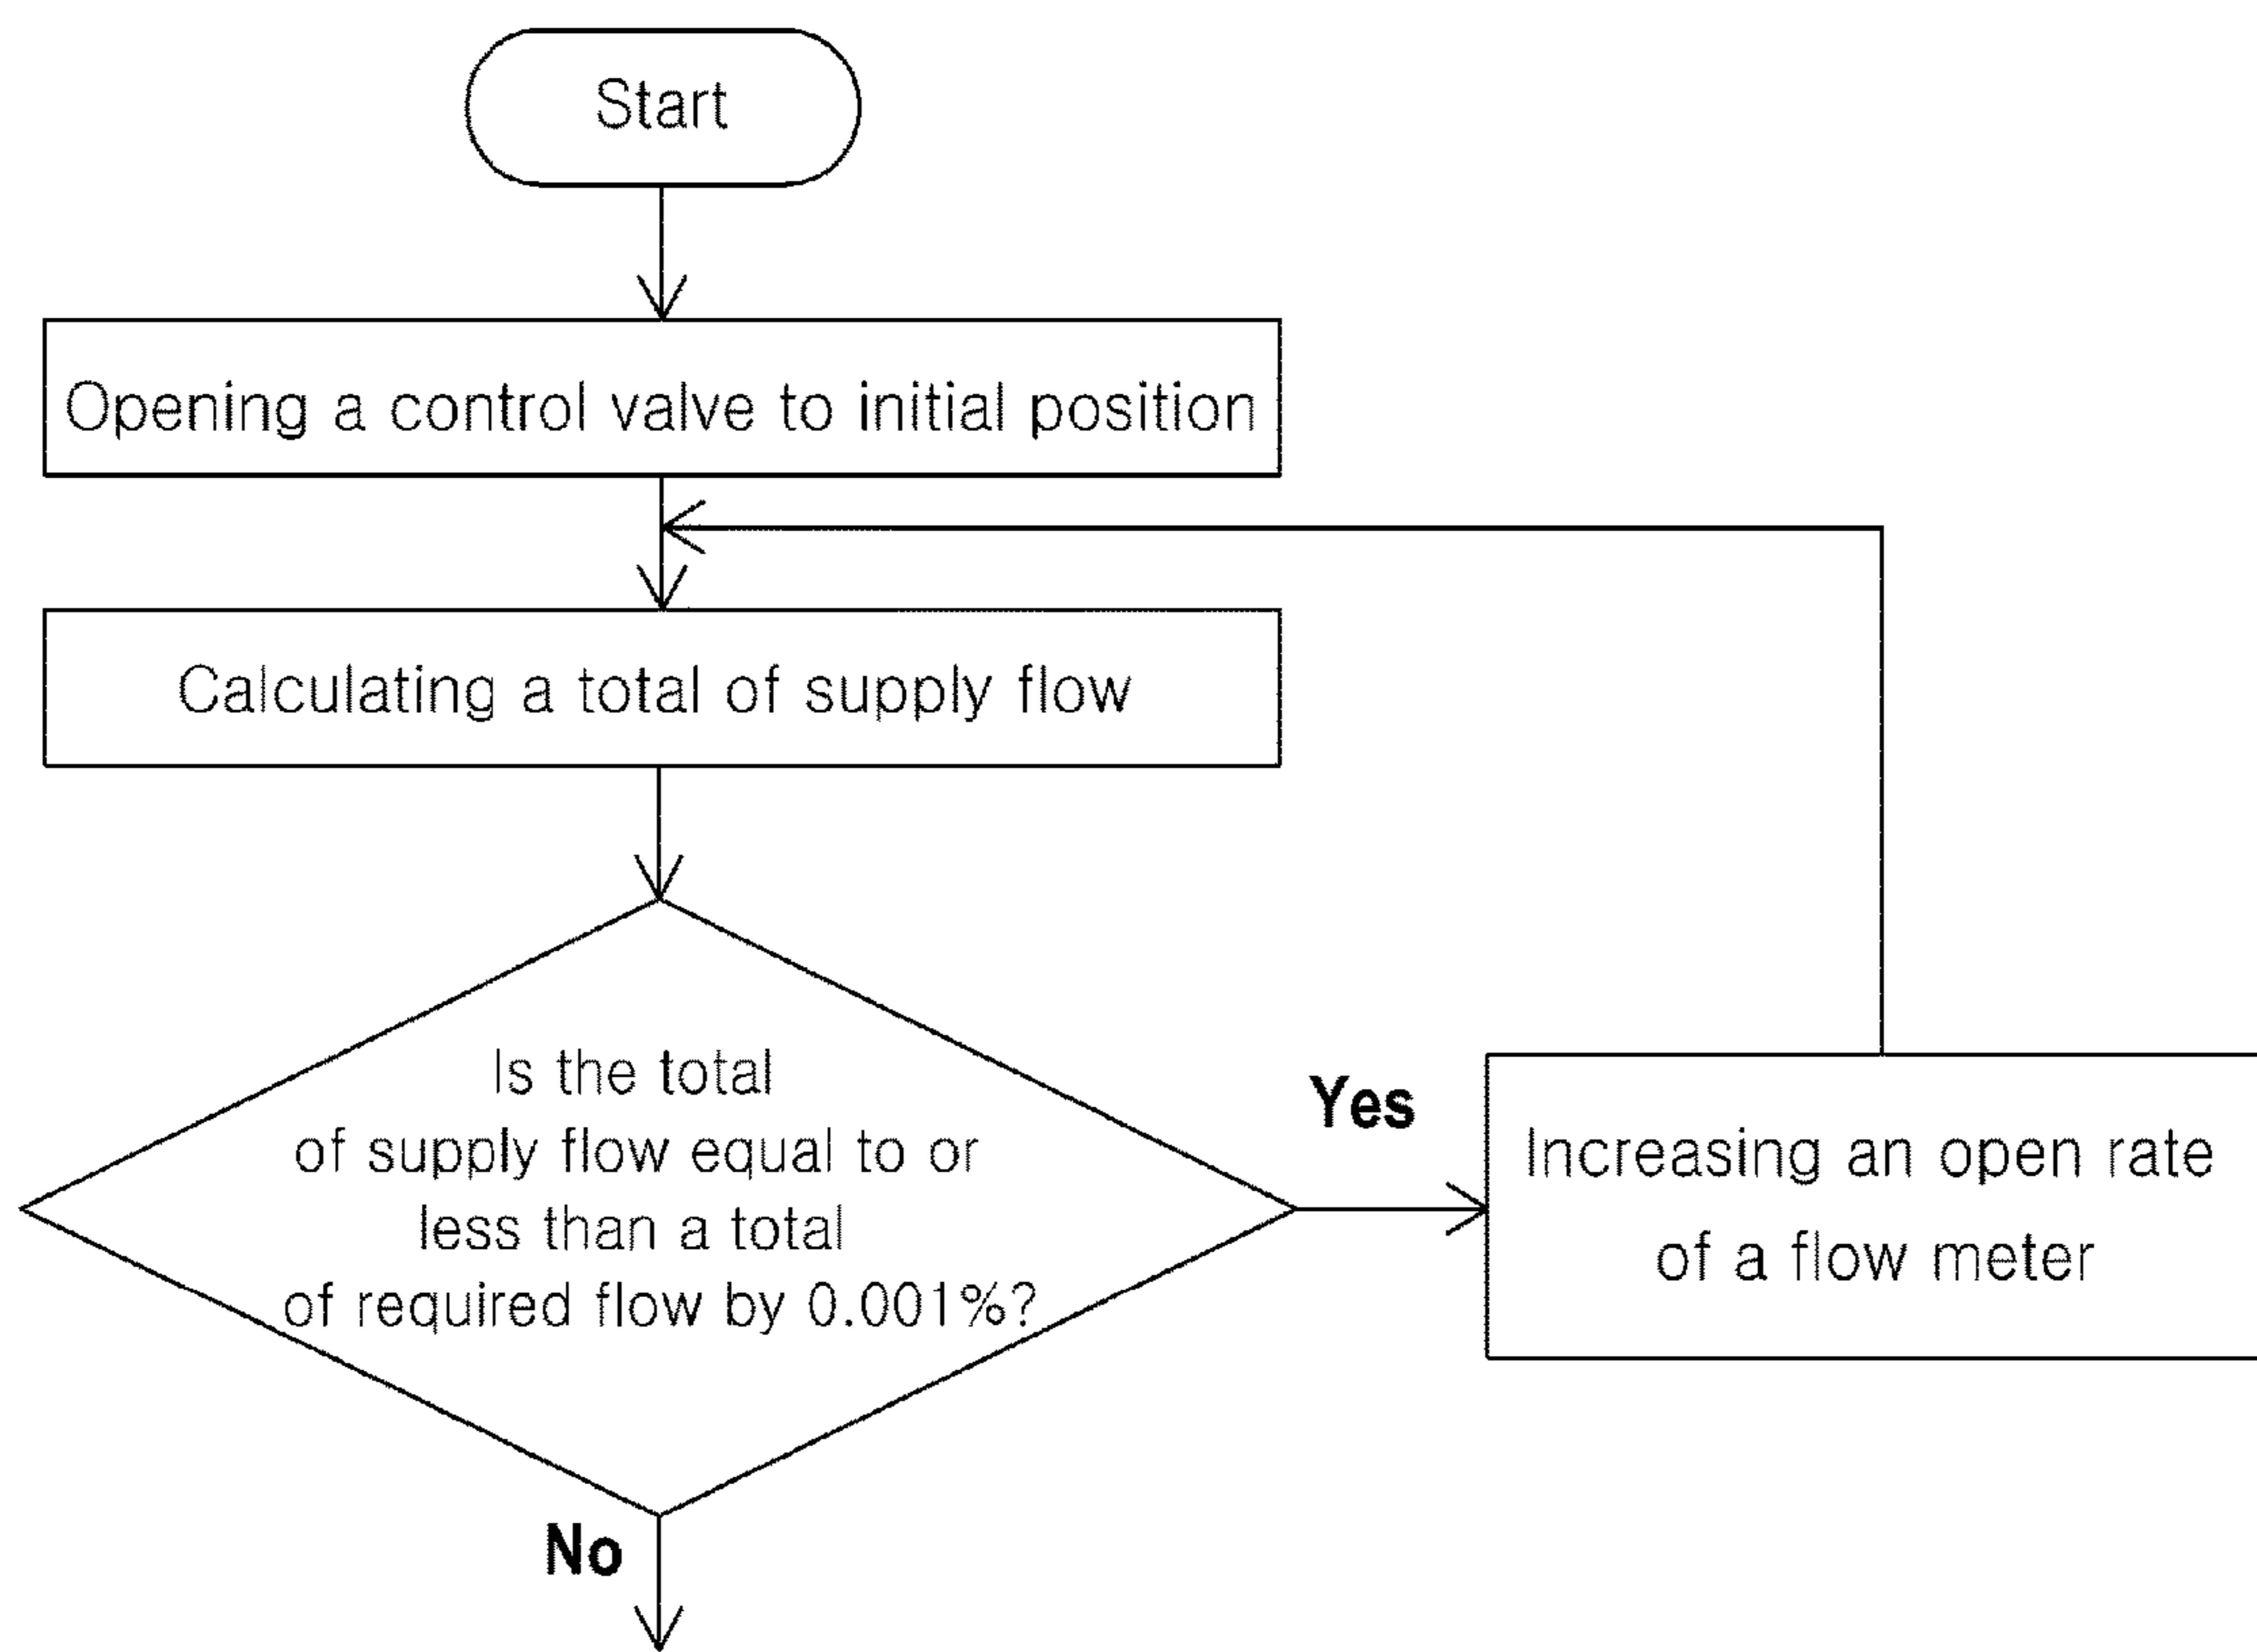 Start
Opening a control valve to initial position
Calculating a total of supply flow
Is the total
of supply flow equal to or
less than a total
of required flow by 0.001%?
Yes
Increasing an open rate
of a flow meter
No